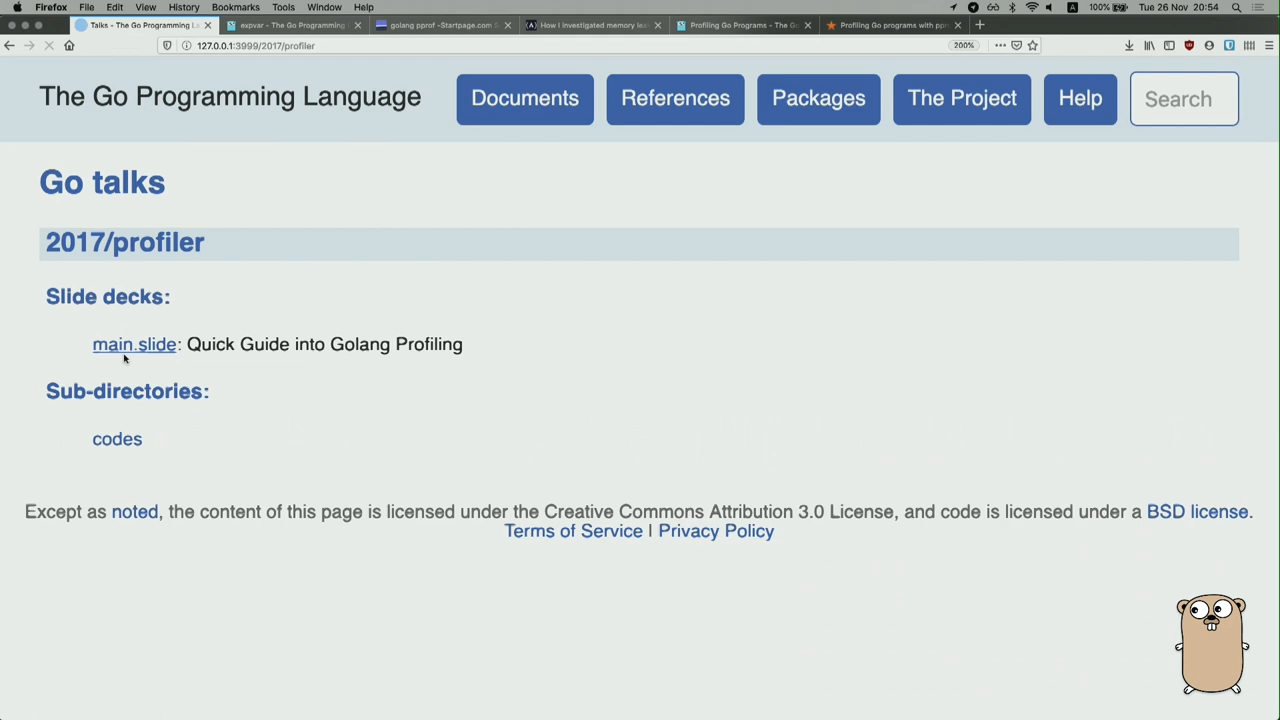 Firefox File Edit View History Bookmarks Tools Window Help 100% Tue 26 Nov 20:54
Talks - The Go Programming La expvar - The Go Programming golang pprof -Startpage.com S How I investigated memory lea Profiling Go Programs - The Go Profiling Go programs with ppr
127.0.0.1:3999/2017/profiler 200%
The Go Programming Language Documents References Packages The Project Help Search
Go talks
2017/profiler
Slide decks:
main.slide: Quick Guide into Golang Profiling
Sub-directories:
codes
Except as noted, the content of this page is licensed under the Creative Commons Attribution 3.0 License, and code is licensed under a BSD license.
Terms of Service | Privacy Policy